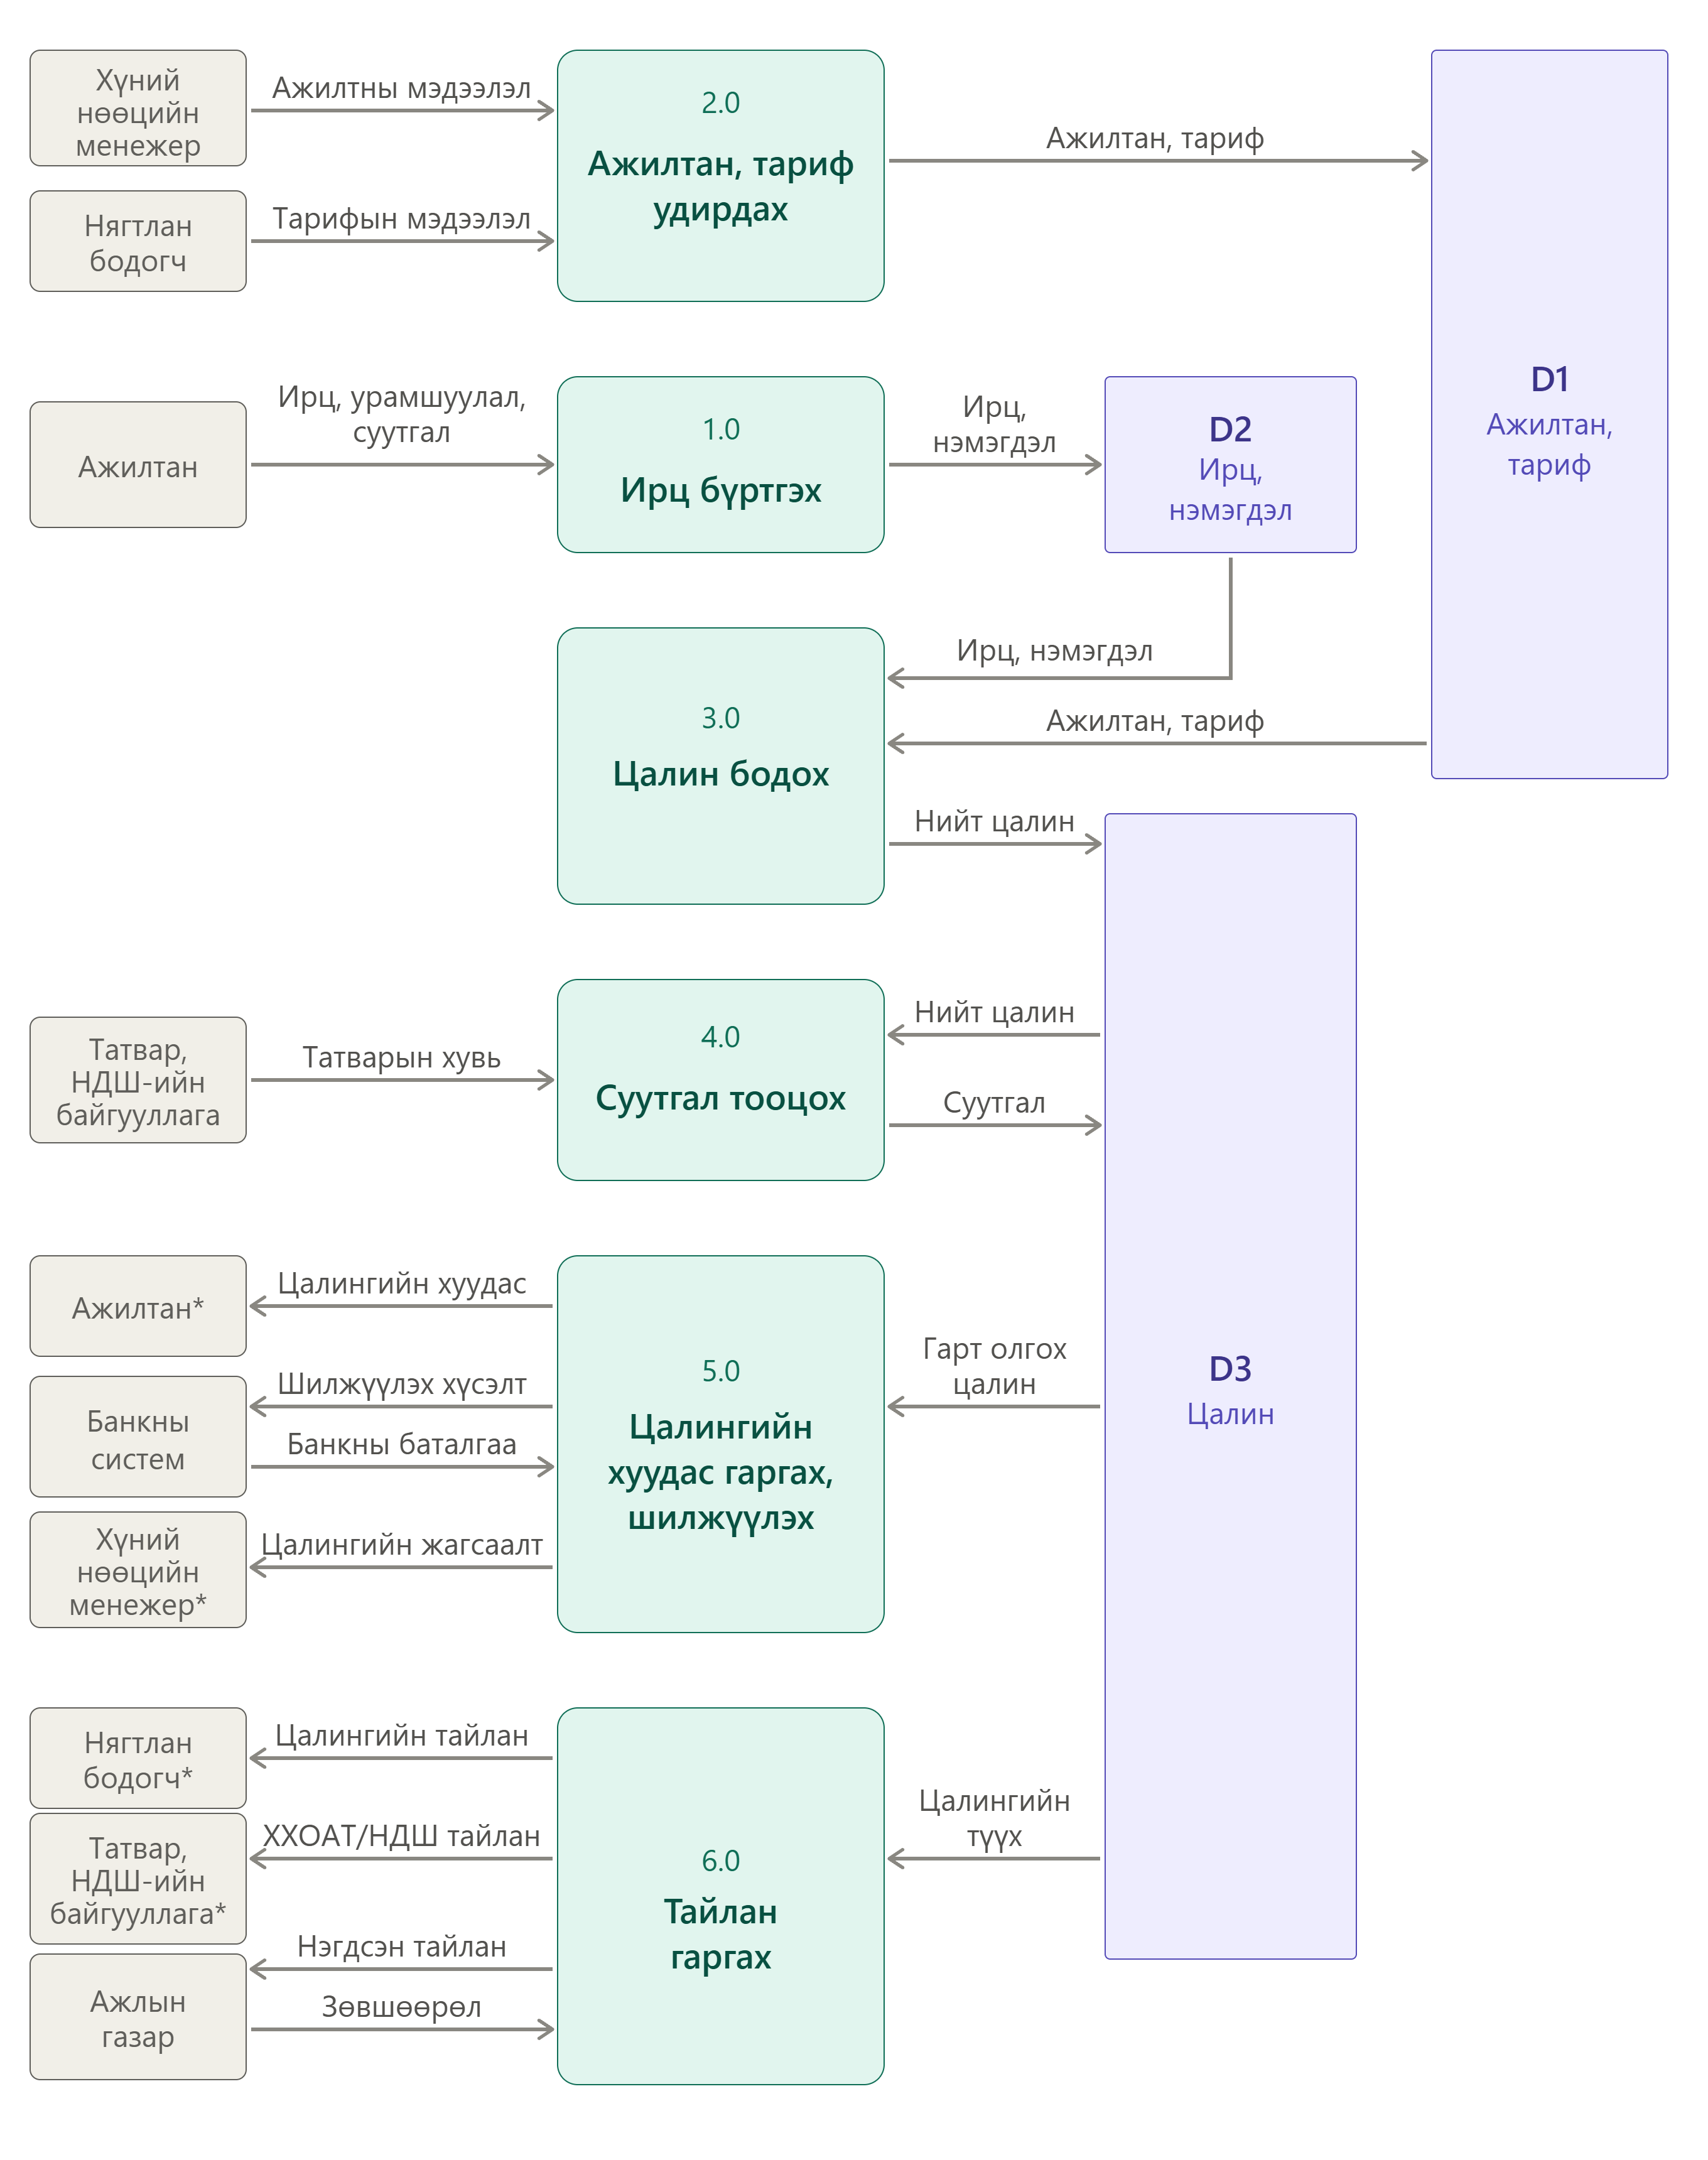 Хүний
нөөцийн
менежер
Ажилтны мэдээлэл
Нягтлан
бодогч
Тарифын мэдээлэл
2.0
Ажилтан, тариф
удирдах
Ажилтан, тариф
D1
Ажилтан,
тариф
Ажилтан
Ирц, урамшуулал,
суутгал
1.0
Ирц бүртгэх
Ирц,
нэмэгдэл
D2
Ирц,
нэмэгдэл
Ирц, нэмэгдэл
3.0
Цалин бодох
Ажилтан, тариф
Нийт цалин
Татвар,
НДШ-ийн
байгууллага
Татварын хувь
4.0
Суутгал тооцох
Нийт цалин
Суутгал
Ажилтан*
Цалингийн хуудас
Банкны
систем
Шилжүүлэх хүсэлт
Банкны баталгаа
Хүний
нөөцийн
менежер*
Цалингийн жагсаалт
5.0
Цалингийн
хуудас гаргах,
шилжүүлэх
Гарт олгох
цалин
D3
Цалин
Нягтлан
бодогч*
Цалингийн тайлан
Татвар,
НДШ-ийн
байгууллага*
ХХОАТ/НДШ тайлан
Ажлын
газар
Нэгдсэн тайлан
Зөвшөөрөл
6.0
Тайлан
гаргах
Цалингийн
түүх